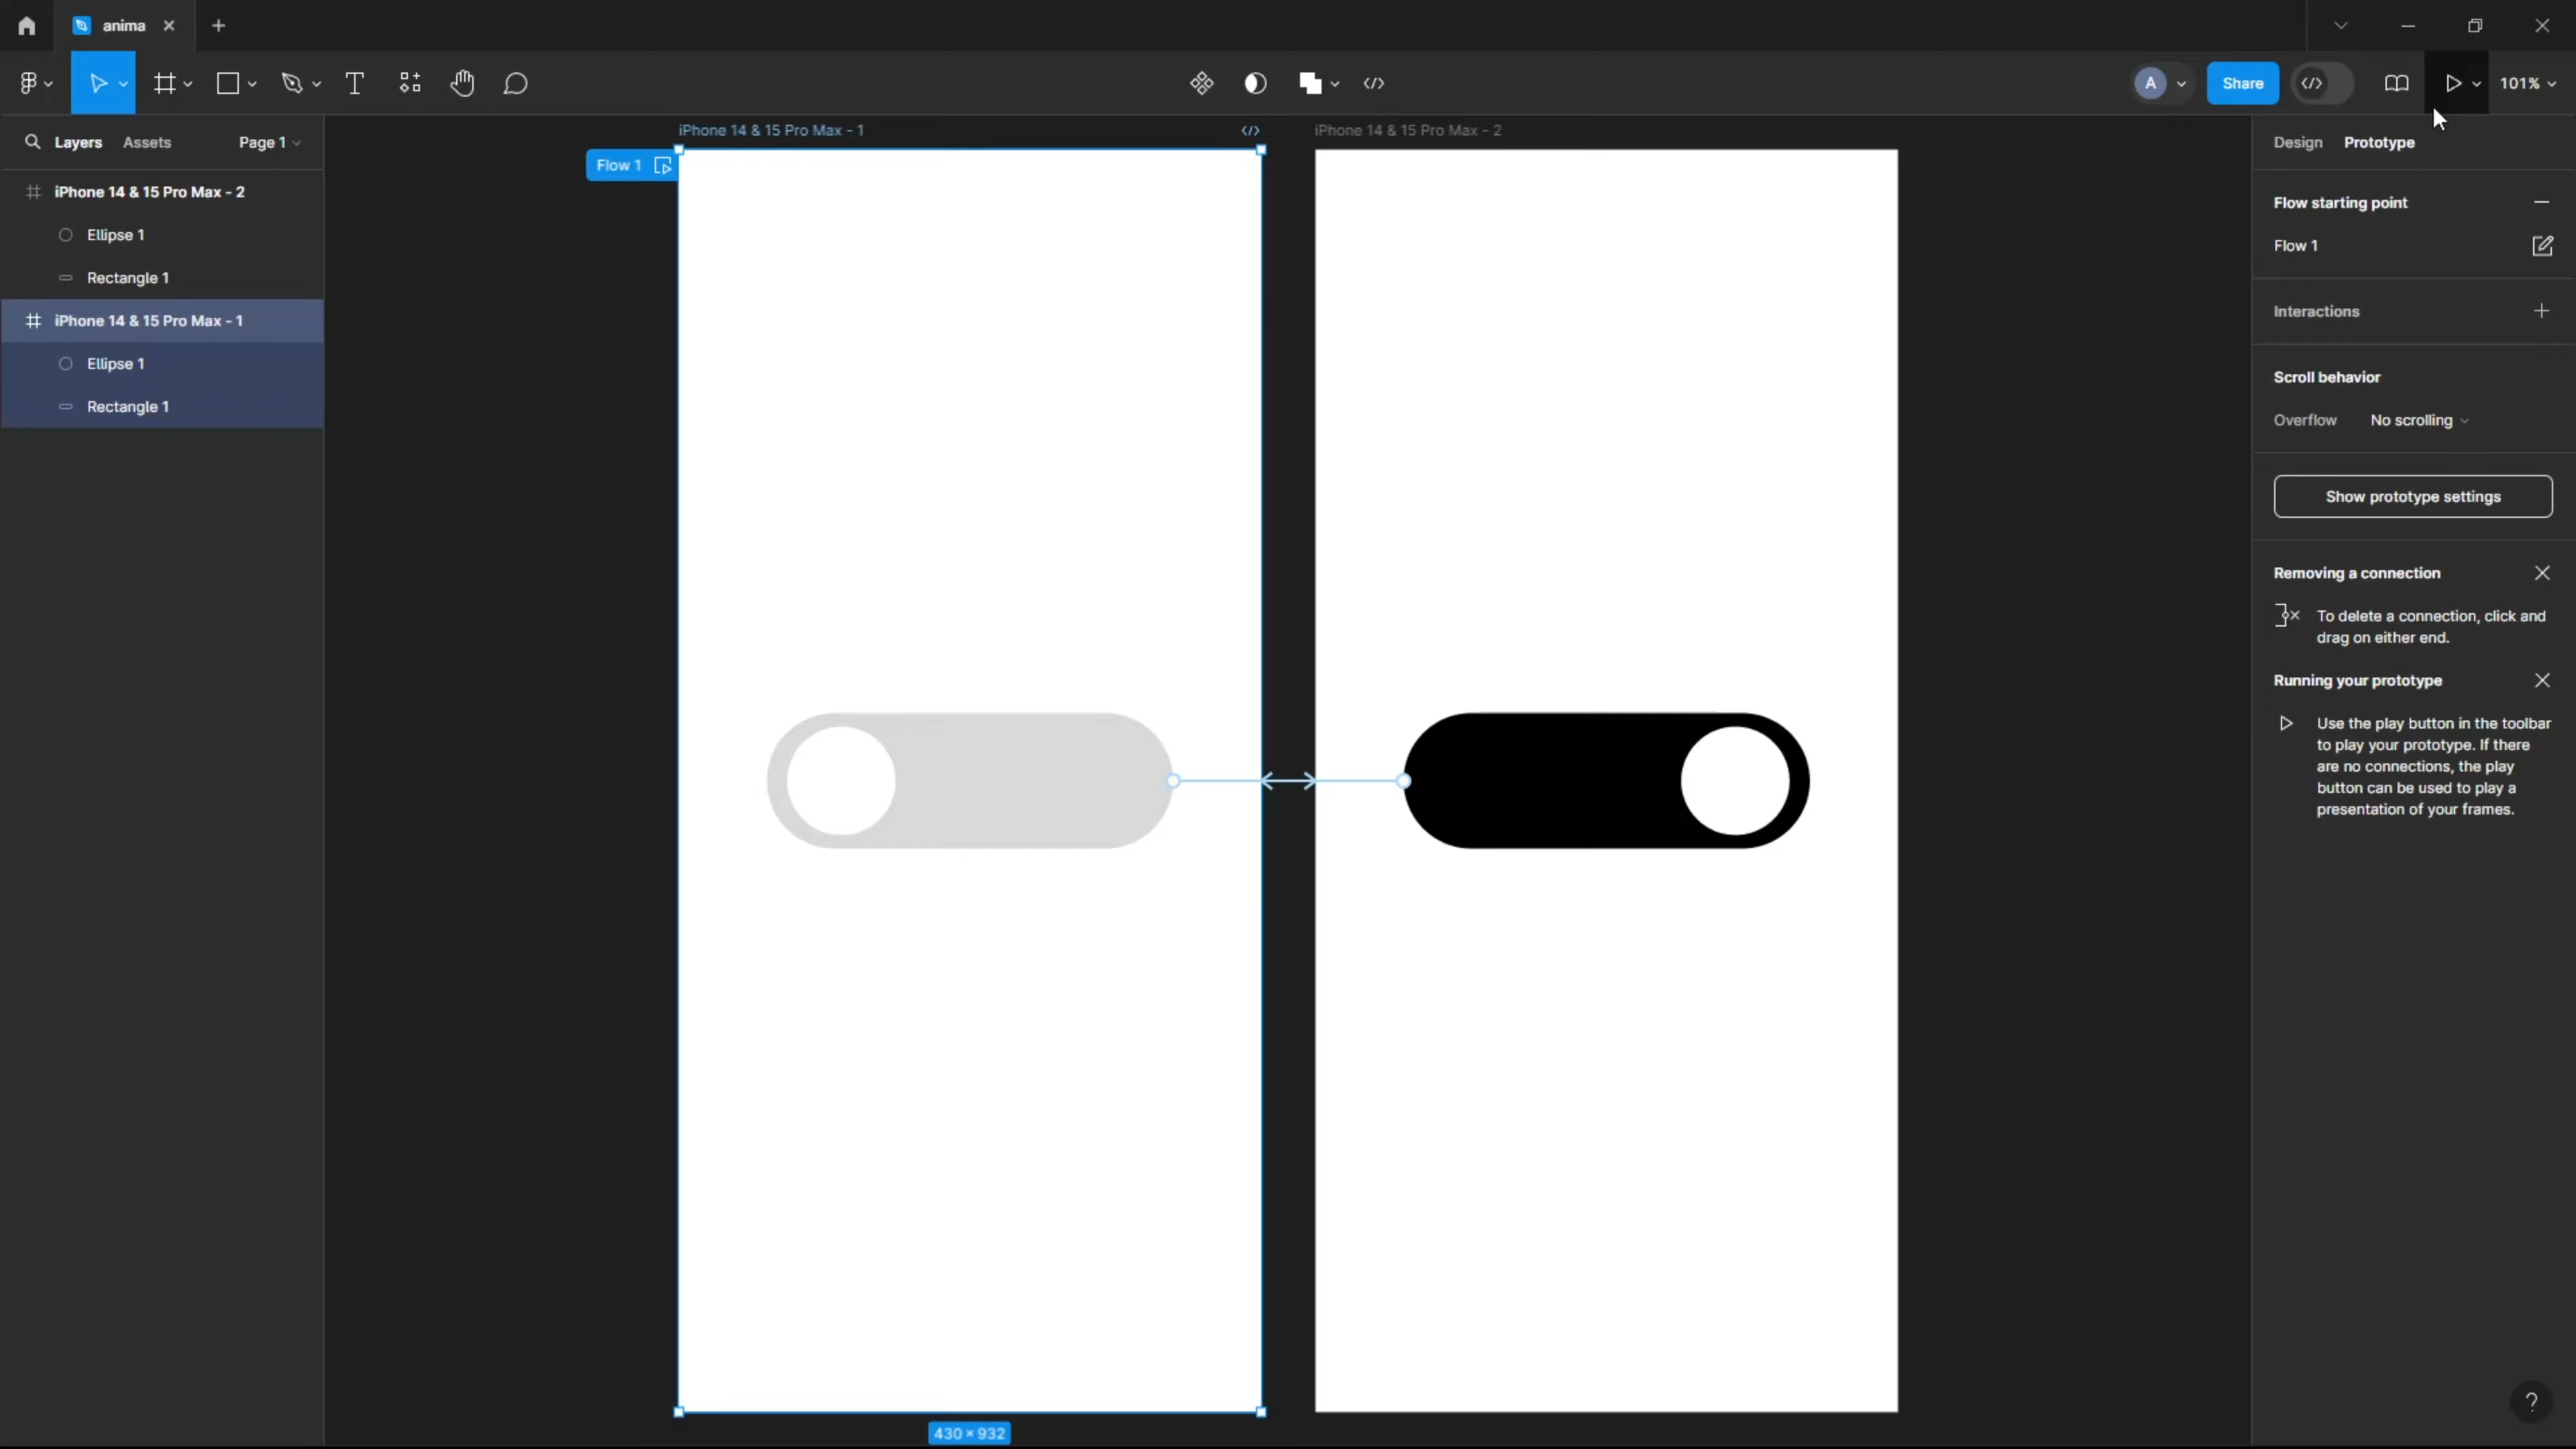 anima
A
Share
101%
Layers
Assets
Page 1
iPhone 14 & 15 Pro Max - 2
Ellipse 1
Rectangle 1
iPhone 14 & 15 Pro Max - 1
Ellipse 1
Rectangle 1
iPhone 14 & 15 Pro Max - 1
iPhone 14 & 15 Pro Max - 2
Flow 1
430 × 932
Design
Prototype
Flow starting point
Flow 1
Interactions
Scroll behavior
Overflow
No scrolling
Show prototype settings
Removing a connection
To delete a connection, click and
drag on either end.
Running your prototype
Use the play button in the toolbar
to play your prototype. If there
are no connections, the play
button can be used to play a
presentation of your frames.
?